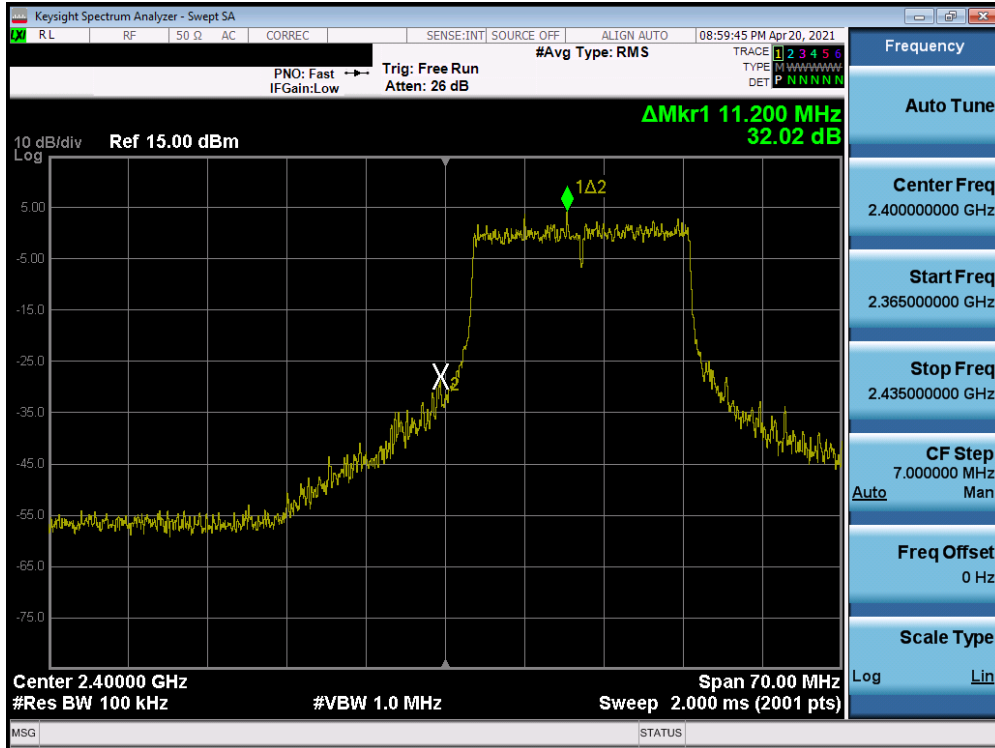 Keysight Spectrum Analyzer - Swept SA
LXI RL RF 50 Ω AC CORREC SENSE:INT SOURCE OFF ALIGN AUTO 08:59:45 PM Apr 20, 2021
PNO: Fast
IFGain:Low
Trig: Free Run
Atten: 26 dB
#Avg Type: RMS
TRACE 1 2 3 4 5 6
TYPE M W W W W W
DET P N N N N N
ΔMkr1 11.200 MHz
32.02 dB
10 dB/div Ref 15.00 dBm
Log
5.00
-5.00
-15.0
-25.0
-35.0
-45.0
-55.0
-65.0
-75.0
1Δ2
X2
Center 2.40000 GHz Span 70.00 MHz
#Res BW 100 kHz #VBW 1.0 MHz Sweep 2.000 ms (2001 pts)
MSG STATUS
Frequency
Auto Tune
Center Freq
2.400000000 GHz
Start Freq
2.365000000 GHz
Stop Freq
2.435000000 GHz
CF Step
7.000000 MHz
Auto Man
Freq Offset
0 Hz
Scale Type
Log Lin